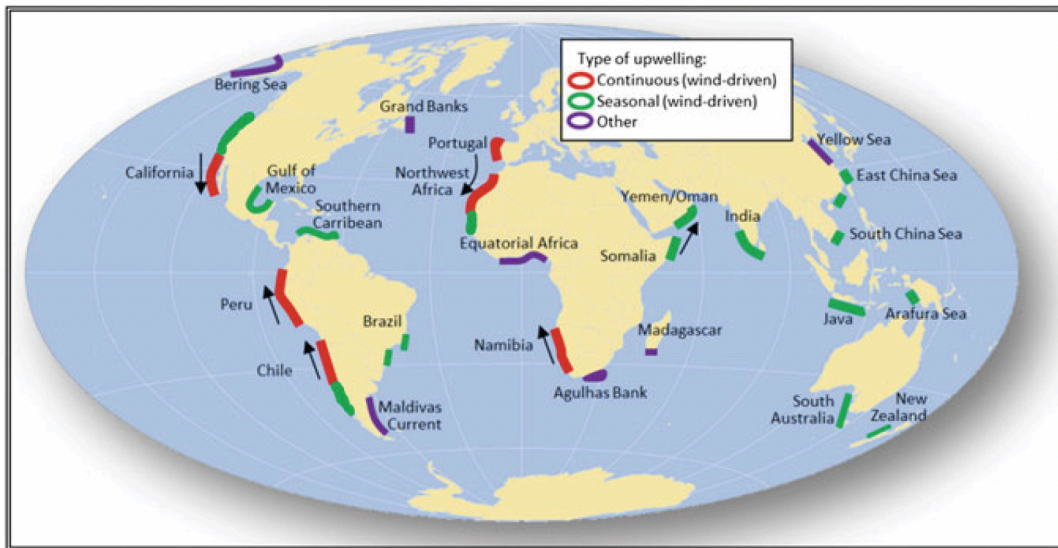 Type of upwelling:
Continuous (wind-driven)
Seasonal (wind-driven)
Other
Bering Sea
Grand Banks
Portugal
Yellow Sea
California
Gulf of
Mexico
Northwest
Africa
East China Sea
Yemen/Oman
India
Southern
Carribean
South China Sea
Equatorial Africa
Somalia
Peru
Brazil
Java
Arafura Sea
Namibia
Madagascar
Chile
Agulhas Bank
Maldivas
Current
South
Australia
New
Zealand